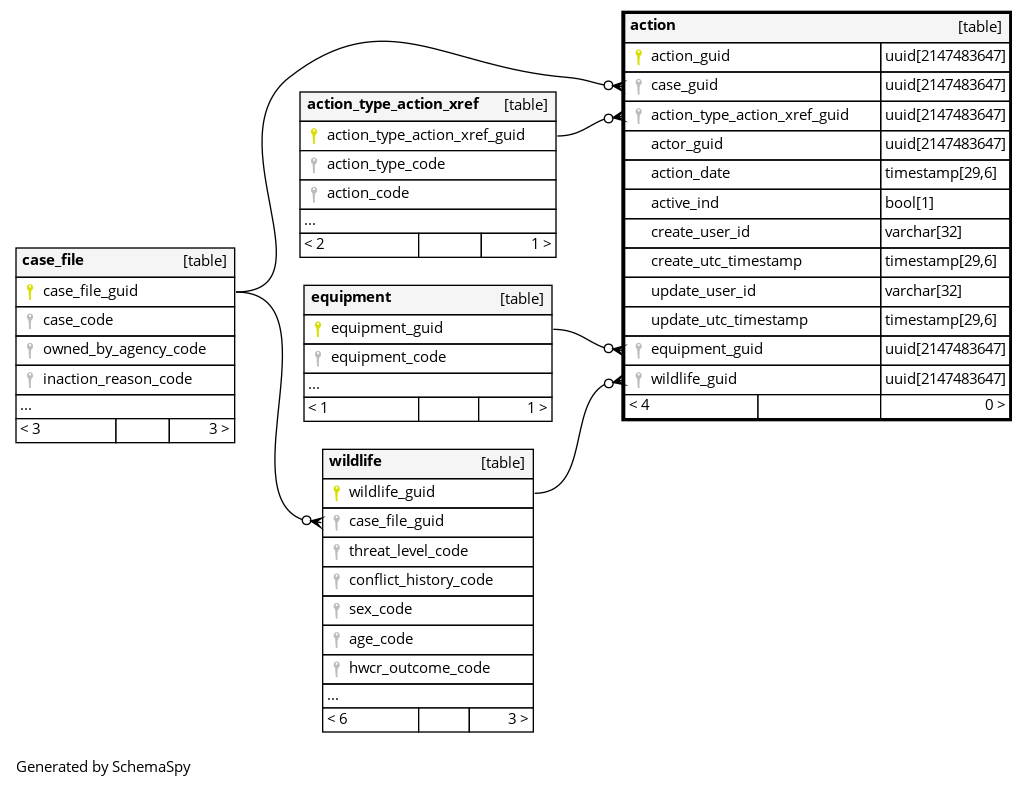 action [table]
action_guid uuid[2147483647]
case_guid uuid[2147483647]
action_type_action_xref_guid uuid[2147483647]
actor_guid uuid[2147483647]
action_date timestamp[29,6]
active_ind bool[1]
create_user_id varchar[32]
create_utc_timestamp timestamp[29,6]
update_user_id varchar[32]
update_utc_timestamp timestamp[29,6]
equipment_guid uuid[2147483647]
wildlife_guid uuid[2147483647]
< 4 0 >
action_type_action_xref [table]
action_type_action_xref_guid
action_type_code
action_code
...
< 2 1 >
case_file [table]
case_file_guid
case_code
owned_by_agency_code
inaction_reason_code
...
< 3 3 >
equipment [table]
equipment_guid
equipment_code
...
< 1 1 >
wildlife [table]
wildlife_guid
case_file_guid
threat_level_code
conflict_history_code
sex_code
age_code
hwcr_outcome_code
...
< 6 3 >
Generated by SchemaSpy